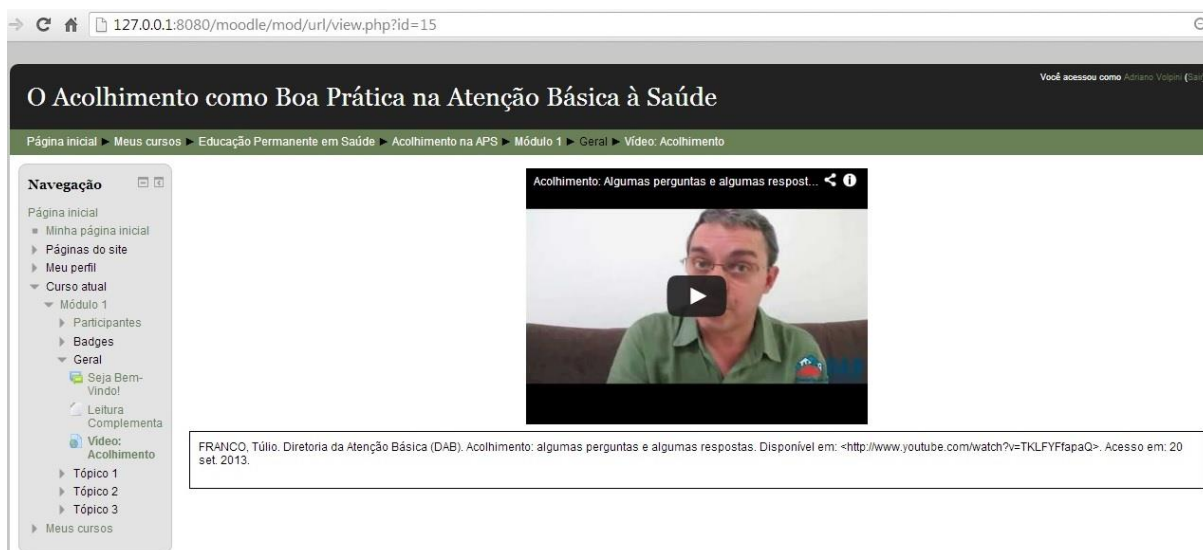 127.0.0.1:8080/moodle/mod/url/view.php?id=15
Você acessou como Adriano Volpini
O Acolhimento como Boa Prática na Atenção Básica à Saúde
Página inicial ► Meus cursos ► Educação Permanente em Saúde ► Acolhimento na APS ► Módulo 1 ► Geral ► Vídeo: Acolhimento
Navegação
Página inicial
Minha página inicial
Páginas do site
Meu perfil
Curso atual
Módulo 1
Participantes
Badges
Geral
Seja Bem-
Vindo!
Leitura
Complementa
Vídeo:
Acolhimento
Tópico 1
Tópico 2
Tópico 3
Meus cursos
Acolhimento: Algumas perguntas e algumas respost...
FRANCO, Túlio. Diretoria da Atenção Básica (DAB). Acolhimento: algumas perguntas e algumas respostas. Disponível em: <http://www.youtube.com/watch?v=TKLFYFfapaQ>. Acesso em: 20
set. 2013.